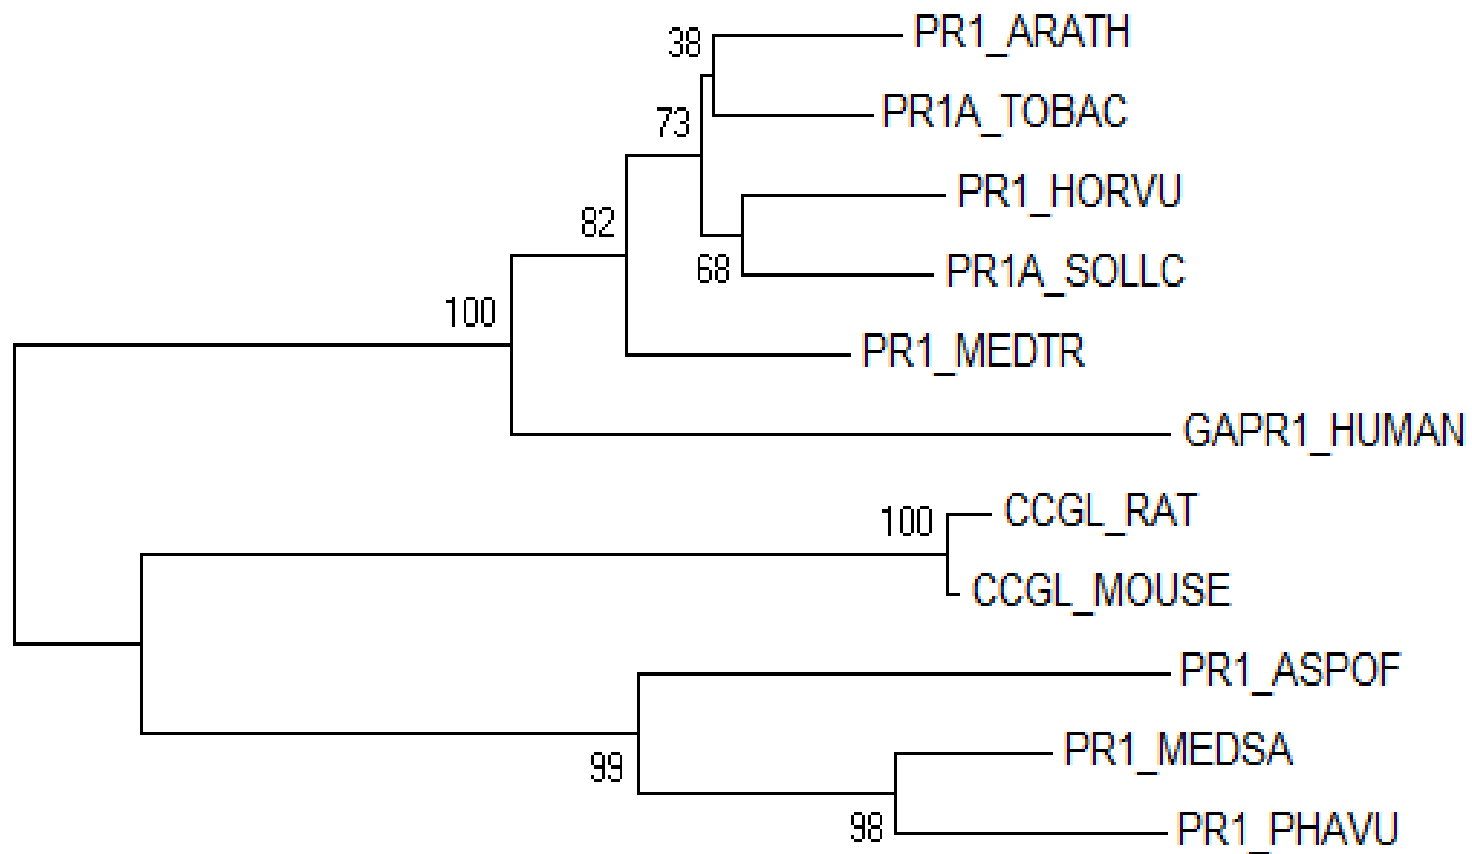 38
PR1_ARATH
PR1A_TOBAC
73
PR1_HORVU
82
68
PR1A_SOLLC
100
PR1_MEDTR
GAPR1_HUMAN
100
CCGL_RAT
CCGL_MOUSE
PR1_ASPOF
99
PR1_MEDSA
98
PR1_PHAVU